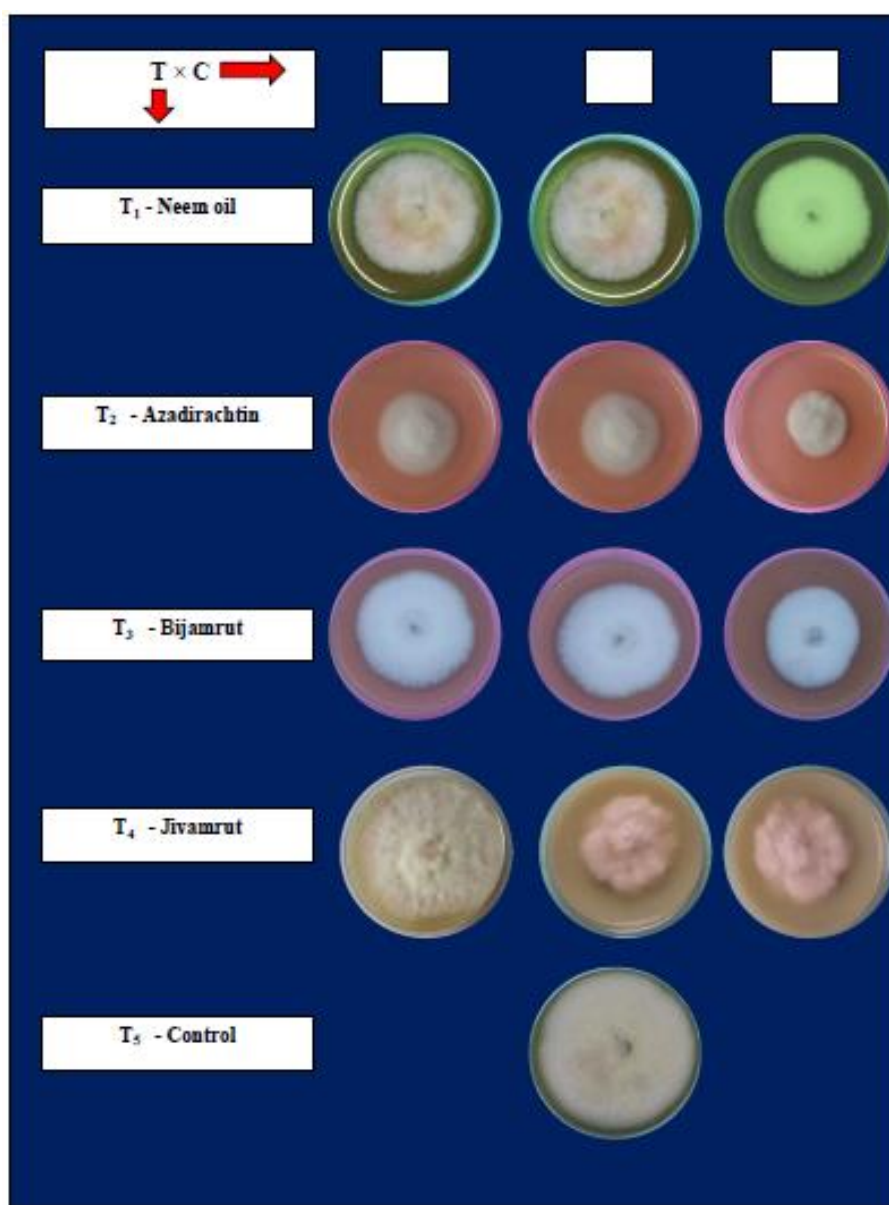 T × C
T₁ - Neem oil
T₂ - Azadirachtin
T₃ - Bijamrut
T₄ - Jivamrut
T₅ - Control